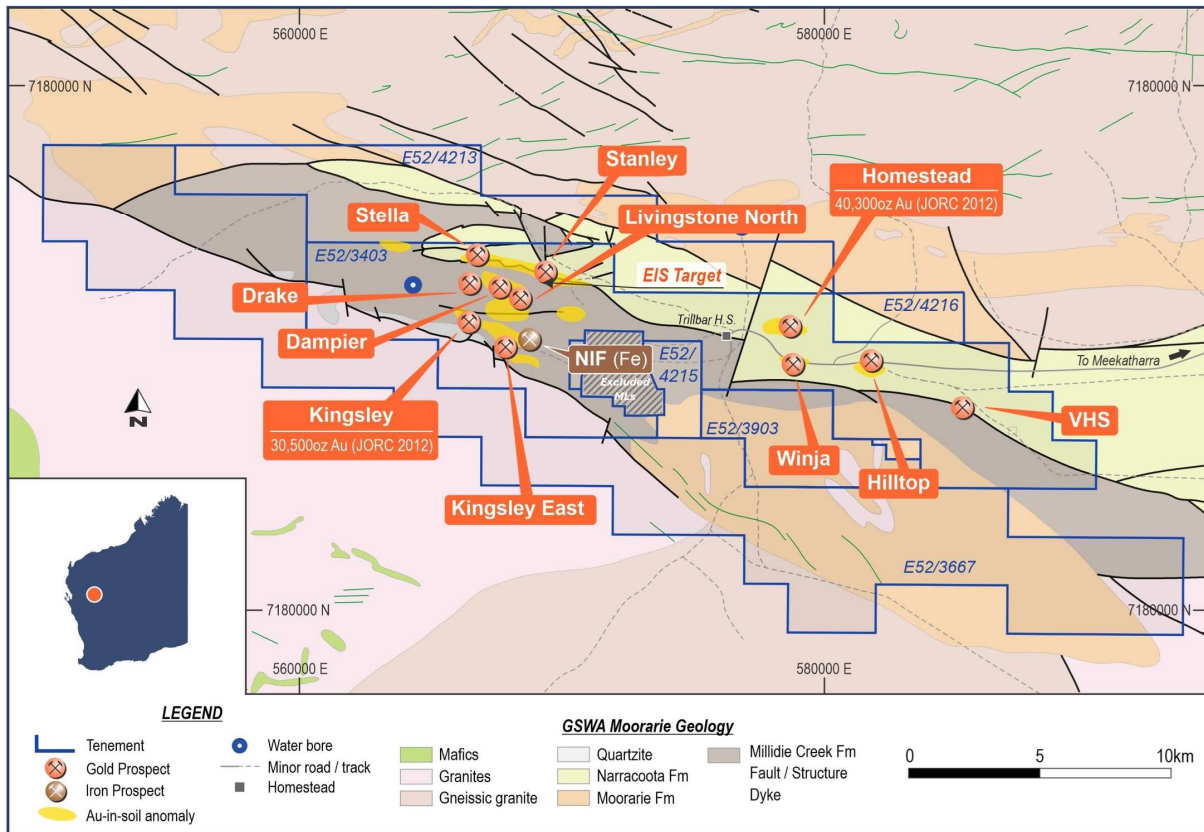 560000 E
580000 E
7180000 N
7180000 N
E52/4213
Stanley
Homestead
40,300oz Au (JORC 2012)
Stella
Livingstone North
E52/3403
EIS Target
Drake
E52/4216
Trillbar H.S.
Dampier
NIF (Fe)
E52/
4215
To Meekatharra
Excluded
MLs
N
Kingsley
30,500oz Au (JORC 2012)
E52/3903
VHS
Winja
Hilltop
Kingsley East
E52/3667
7180000 N
7180000 N
560000 E
580000 E
LEGEND
Tenement
Gold Prospect
Iron Prospect
Au-in-soil anomaly
Water bore
Minor road / track
Homestead
GSWA Moorarie Geology
Mafics
Granites
Gneissic granite
Quartzite
Narracoota Fm
Moorarie Fm
Millidie Creek Fm
Fault / Structure
Dyke
0
5
10km